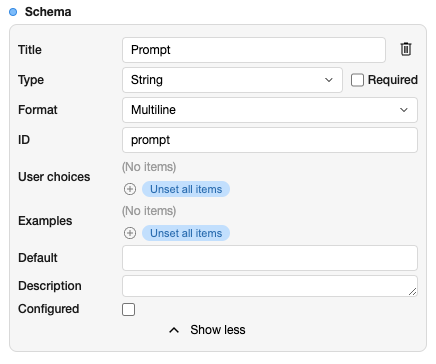 Schema
Title Prompt
Type String Required
Format Multiline
ID prompt
User choices (No items)
Unset all items
Examples (No items)
Unset all items
Default
Description
Configured
Show less